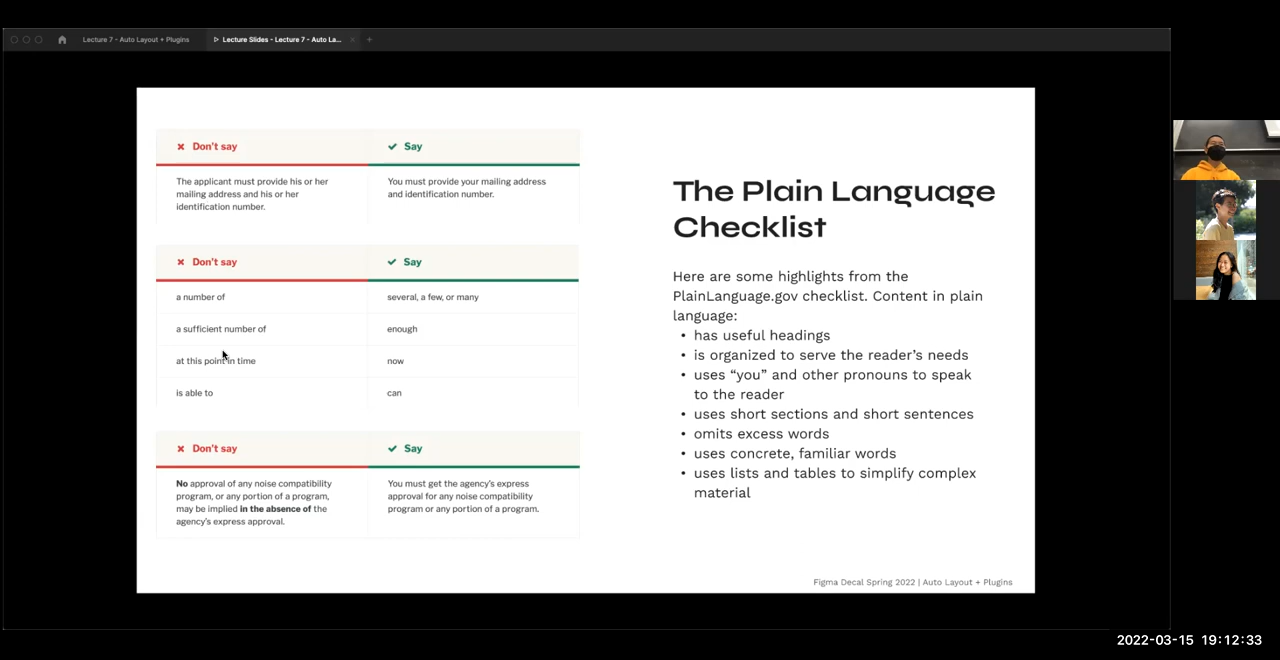 Lecture 7 - Auto Layout + Plugins
Lecture Slides - Lecture 7 - Auto La...
Don't say
Say
The applicant must provide his or her
mailing address and his or her
identification number.
You must provide your mailing address
and identification number.
Don't say
Say
a number of
several, a few, or many
a sufficient number of
enough
at this point in time
now
is able to
can
Don't say
Say
No approval of any noise compatibility
program, or any portion of a program,
may be implied in the absence of the
agency's express approval.
You must get the agency's express
approval for any noise compatibility
program or any portion of a program.
The Plain Language
Checklist
Here are some highlights from the
PlainLanguage.gov checklist. Content in plain
language:
• has useful headings
• is organized to serve the reader's needs
• uses “you” and other pronouns to speak
to the reader
• uses short sections and short sentences
• omits excess words
• uses concrete, familiar words
• uses lists and tables to simplify complex
material
Figma Decal Spring 2022 | Auto Layout + Plugins
2022-03-15 19:12:33